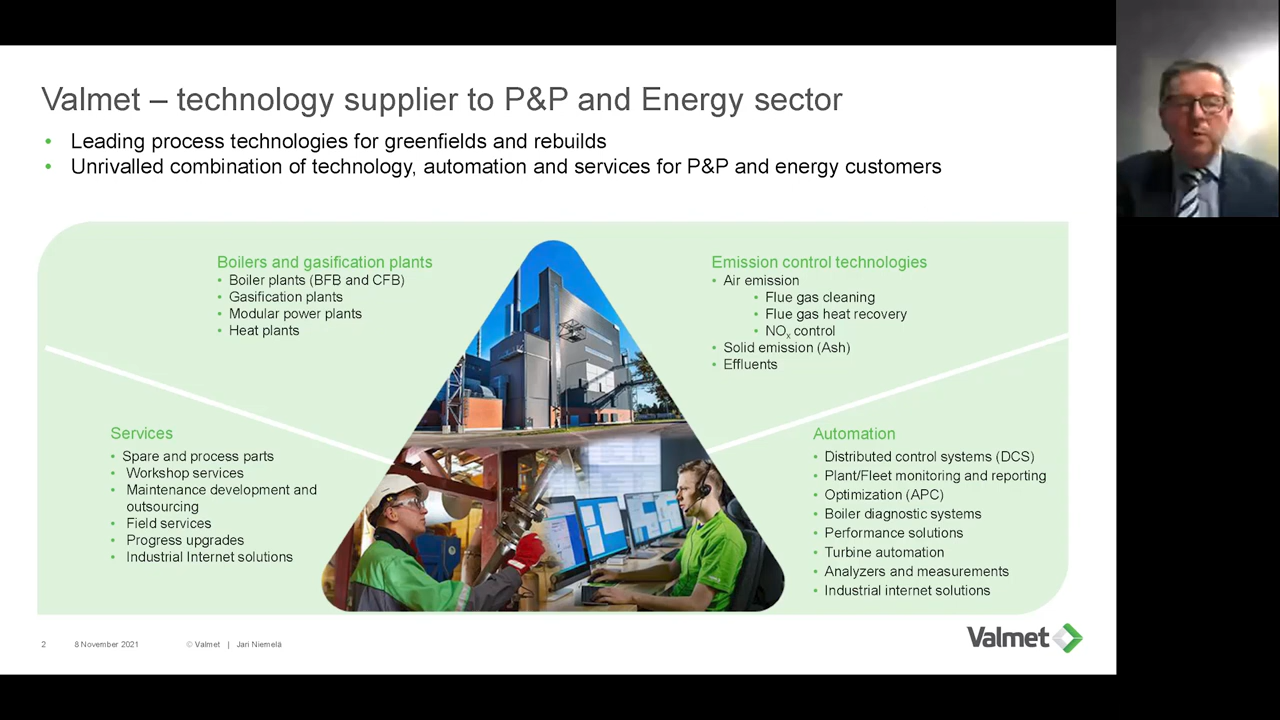 Valmet – technology supplier to P&P and Energy sector
• Leading process technologies for greenfields and rebuilds
• Unrivalled combination of technology, automation and services for P&P and energy customers
Boilers and gasification plants
• Boiler plants (BFB and CFB)
• Gasification plants
• Modular power plants
• Heat plants
Emission control technologies
• Air emission
• Flue gas cleaning
• Flue gas heat recovery
• NOx control
• Solid emission (Ash)
• Effluents
Services
• Spare and process parts
• Workshop services
• Maintenance development and
outsourcing
• Field services
• Progress upgrades
• Industrial Internet solutions
Automation
• Distributed control systems (DCS)
• Plant/Fleet monitoring and reporting
• Optimization (APC)
• Boiler diagnostic systems
• Performance solutions
• Turbine automation
• Analyzers and measurements
• Industrial internet solutions
2 8 November 2021 © Valmet | Jari Niemelä
Valmet